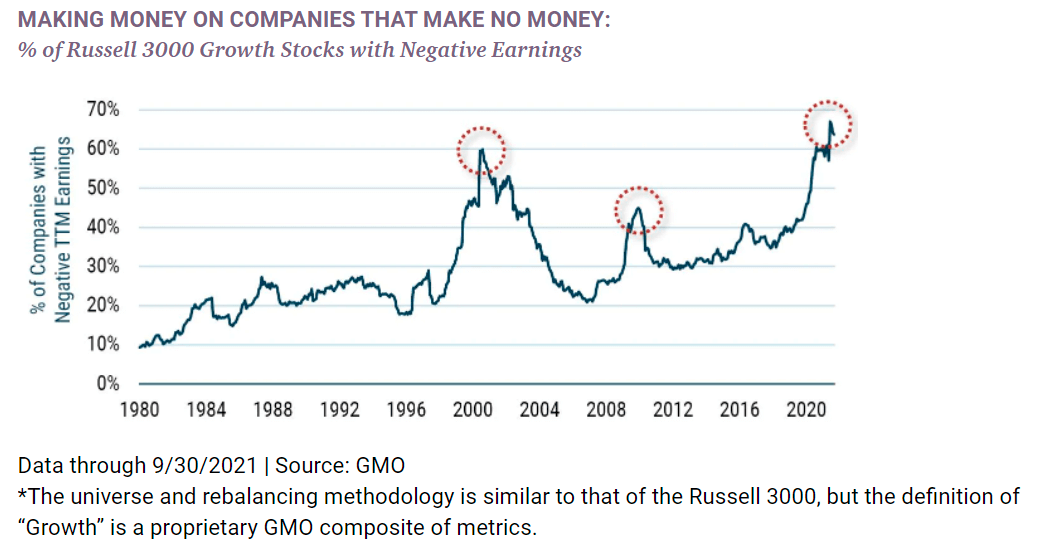 MAKING MONEY ON COMPANIES THAT MAKE NO MONEY:
% of Russell 3000 Growth Stocks with Negative Earnings
% of Companies with
Negative TTM Earnings
70%
60%
50%
40%
30%
20%
10%
0%
1980 1984 1988 1992 1996 2000 2004 2008 2012 2016 2020
Data through 9/30/2021 | Source: GMO
*The universe and rebalancing methodology is similar to that of the Russell 3000, but the definition of
“Growth” is a proprietary GMO composite of metrics.